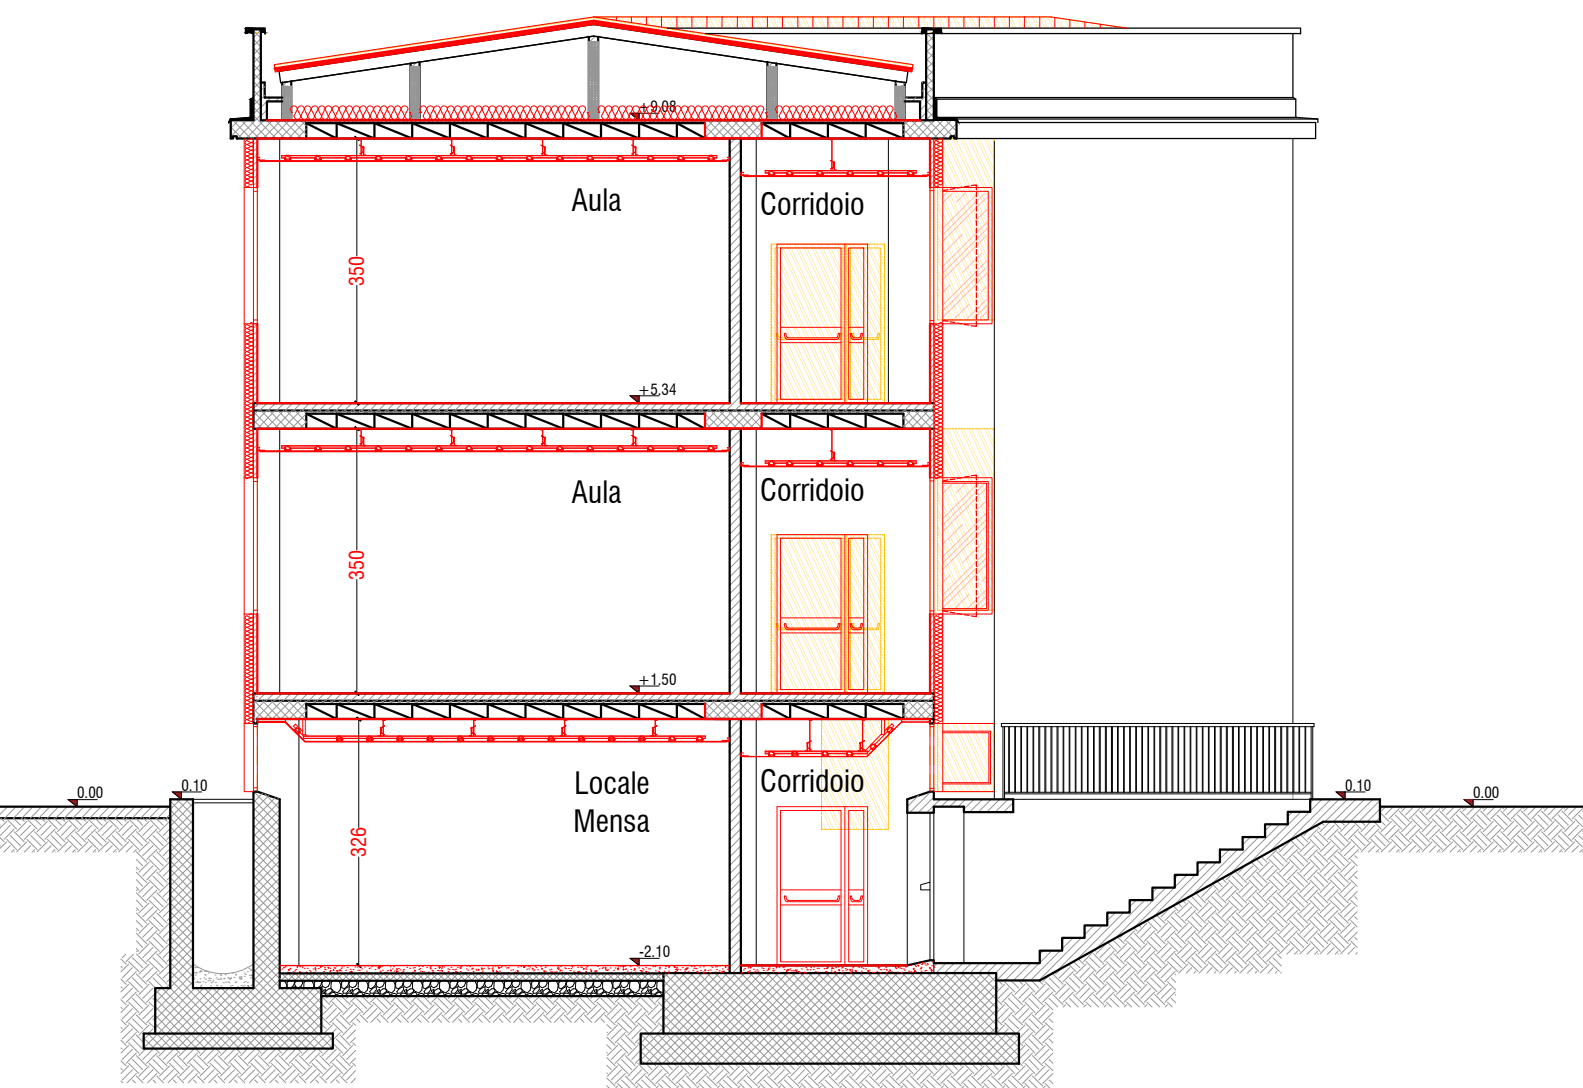 +9.08
Aula
Corridoio
350
+5.34
Aula
Corridoio
350
+1.50
Locale
Mensa
Corridoio
0.00
0.10
0.10
0.00
326
-2.10